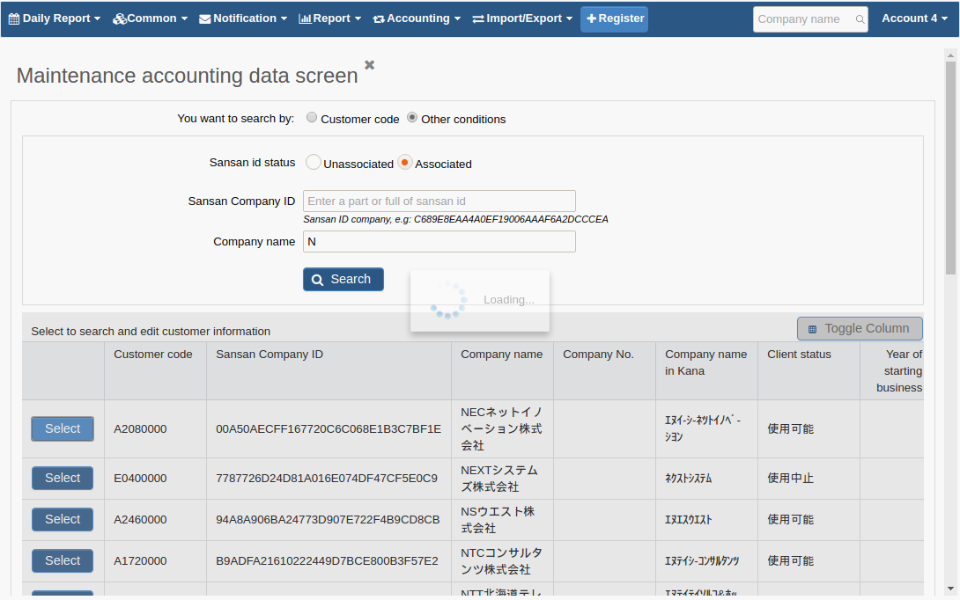 Daily Report Common Notification Report Accounting Import/Export Register Company name Account 4
Maintenance accounting data screen
You want to search by: Customer code Other conditions
Sansan id status Unassociated Associated
Sansan Company ID Enter a part or full of sansan id
Sansan ID company, e.g: C689E8EAA4A0EF19006AAAF6A2DCCCEA
Company name N
Search
Loading...
Select to search and edit customer information Toggle Column
Customer code Sansan Company ID Company name Company No. Company name Client status Year of
in Kana starting
business
Select A2080000 00A50AECFF167720C6C068E1B3C7BF1E NECネットイノ ｴﾇｲ-ｼ-ﾈﾂﾄｲﾉﾍﾞ- 使用可能
ベーション株式 ｼﾖﾝ
会社
Select E0400000 7787726D24D81A016E074DF47CF5E0C9 NEXTシステム ﾈｸｽﾄｼｽﾃﾑ 使用中止
ズ株式会社
Select A2460000 94A8A906BA24773D907E722F4B9CD8CB NSウエスト株 ｴﾇｴｽｳｴｽﾄ 使用可能
式会社
Select A1720000 B9ADFA21610222449D7BCE800B3F57E2 NTCコンサルタ ｴﾇﾃｲｼ-ｺﾝｻﾙﾀﾝﾂ 使用可能
ンツ株式会社
NTT北海道テレ